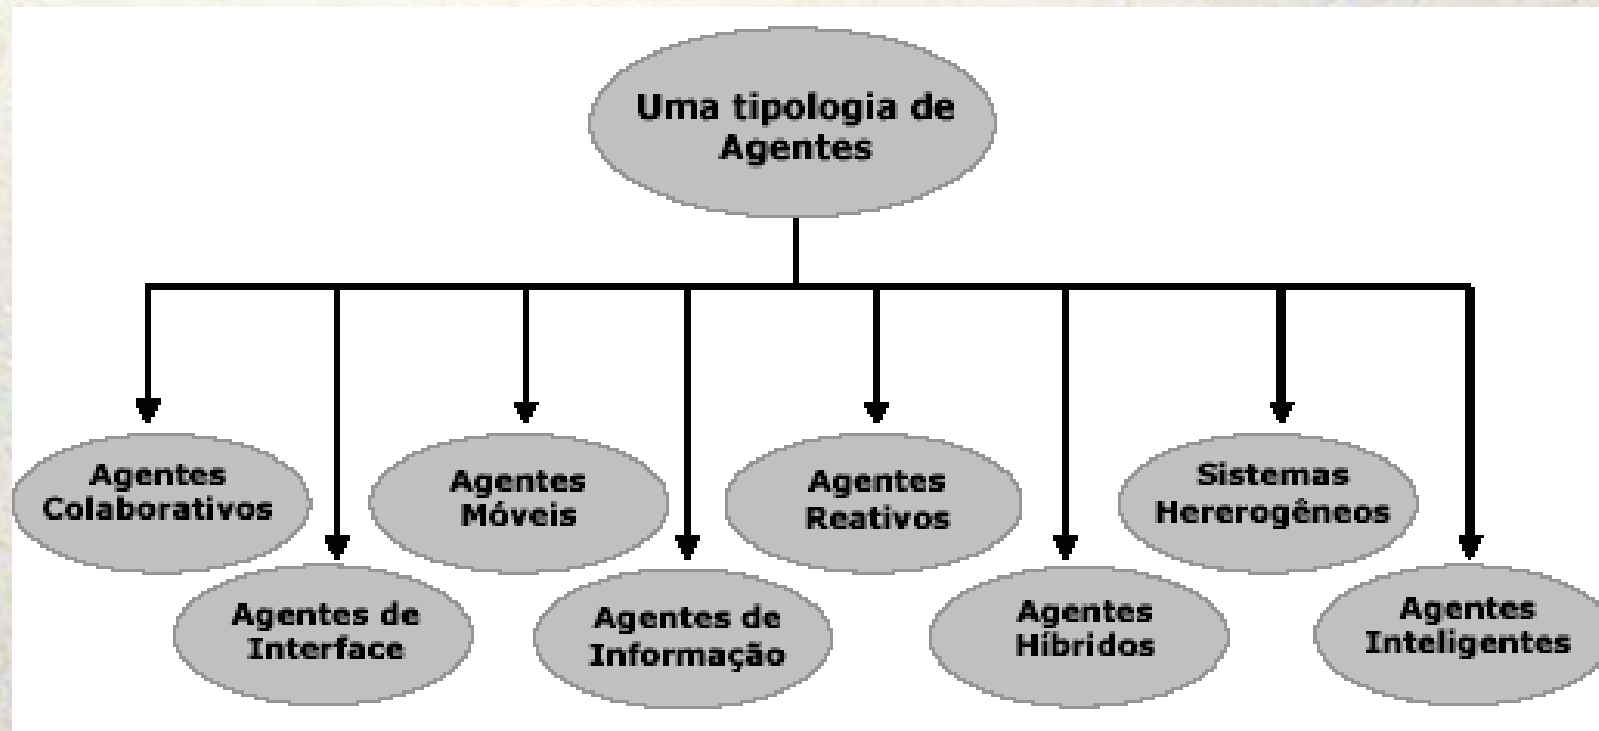 Uma tipologia de
Agentes
Agentes
Colaborativos
Agentes de
Interface
Agentes
Móveis
Agentes de
Informação
Agentes
Reativos
Agentes
Híbridos
Sistemas
Hererogêneos
Agentes
Inteligentes